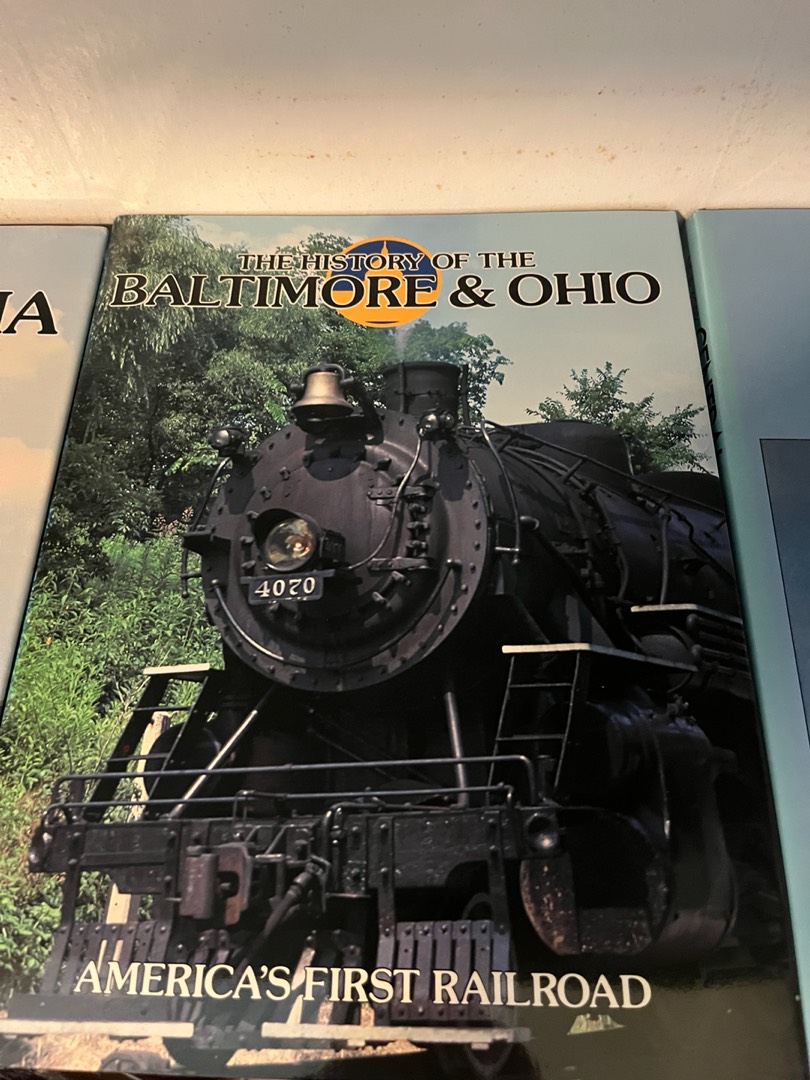 IA
THE HISTORY OF THE
BALTIMORE & OHIO
4070
AMERICA'S FIRST RAILROAD